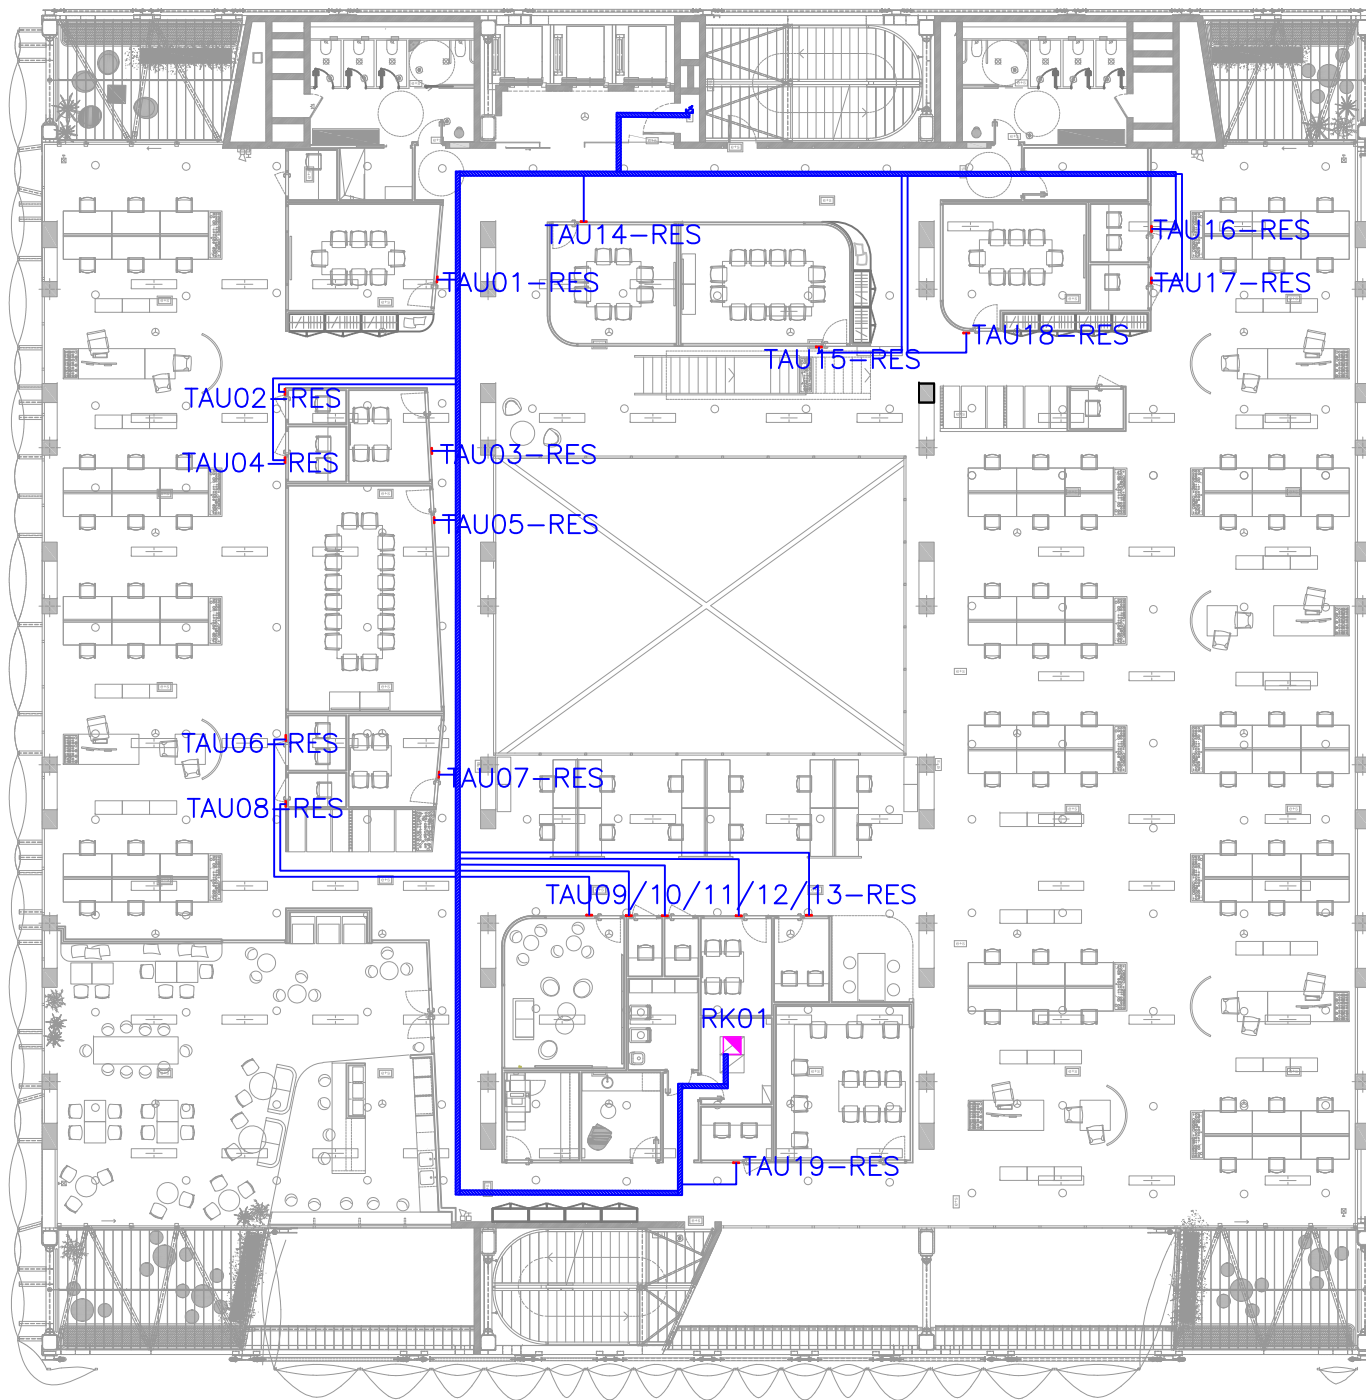 TAU14-RES
TAU16-RES
TAU01-RES
TAU17-RES
TAU18-RES
TAU15-RES
TAU02-RES
TAU03-RES
TAU04-RES
TAU05-RES
TAU06-RES
TAU07-RES
TAU08-RES
TAU09/10/11/12/13-RES
RK01
TAU19-RES